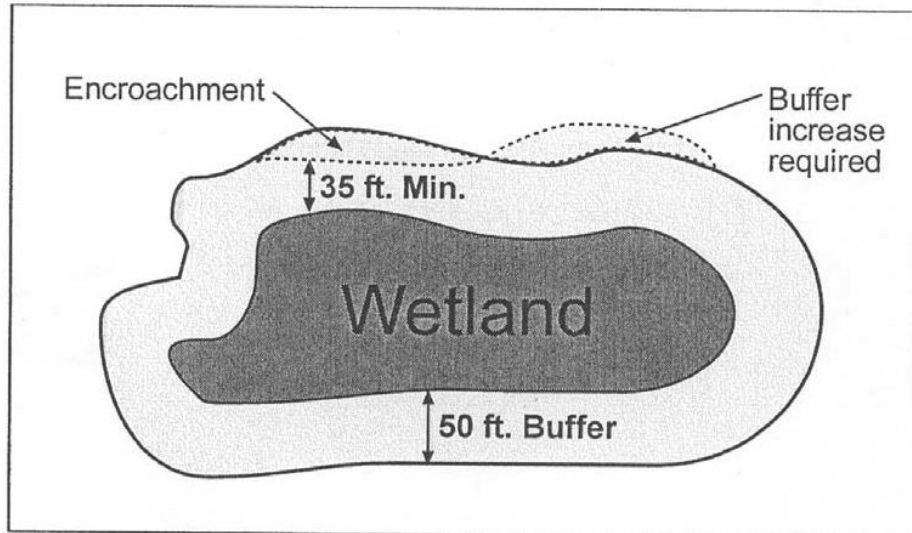 Encroachment
Buffer
increase
required
35 ft. Min.
Wetland
50 ft. Buffer